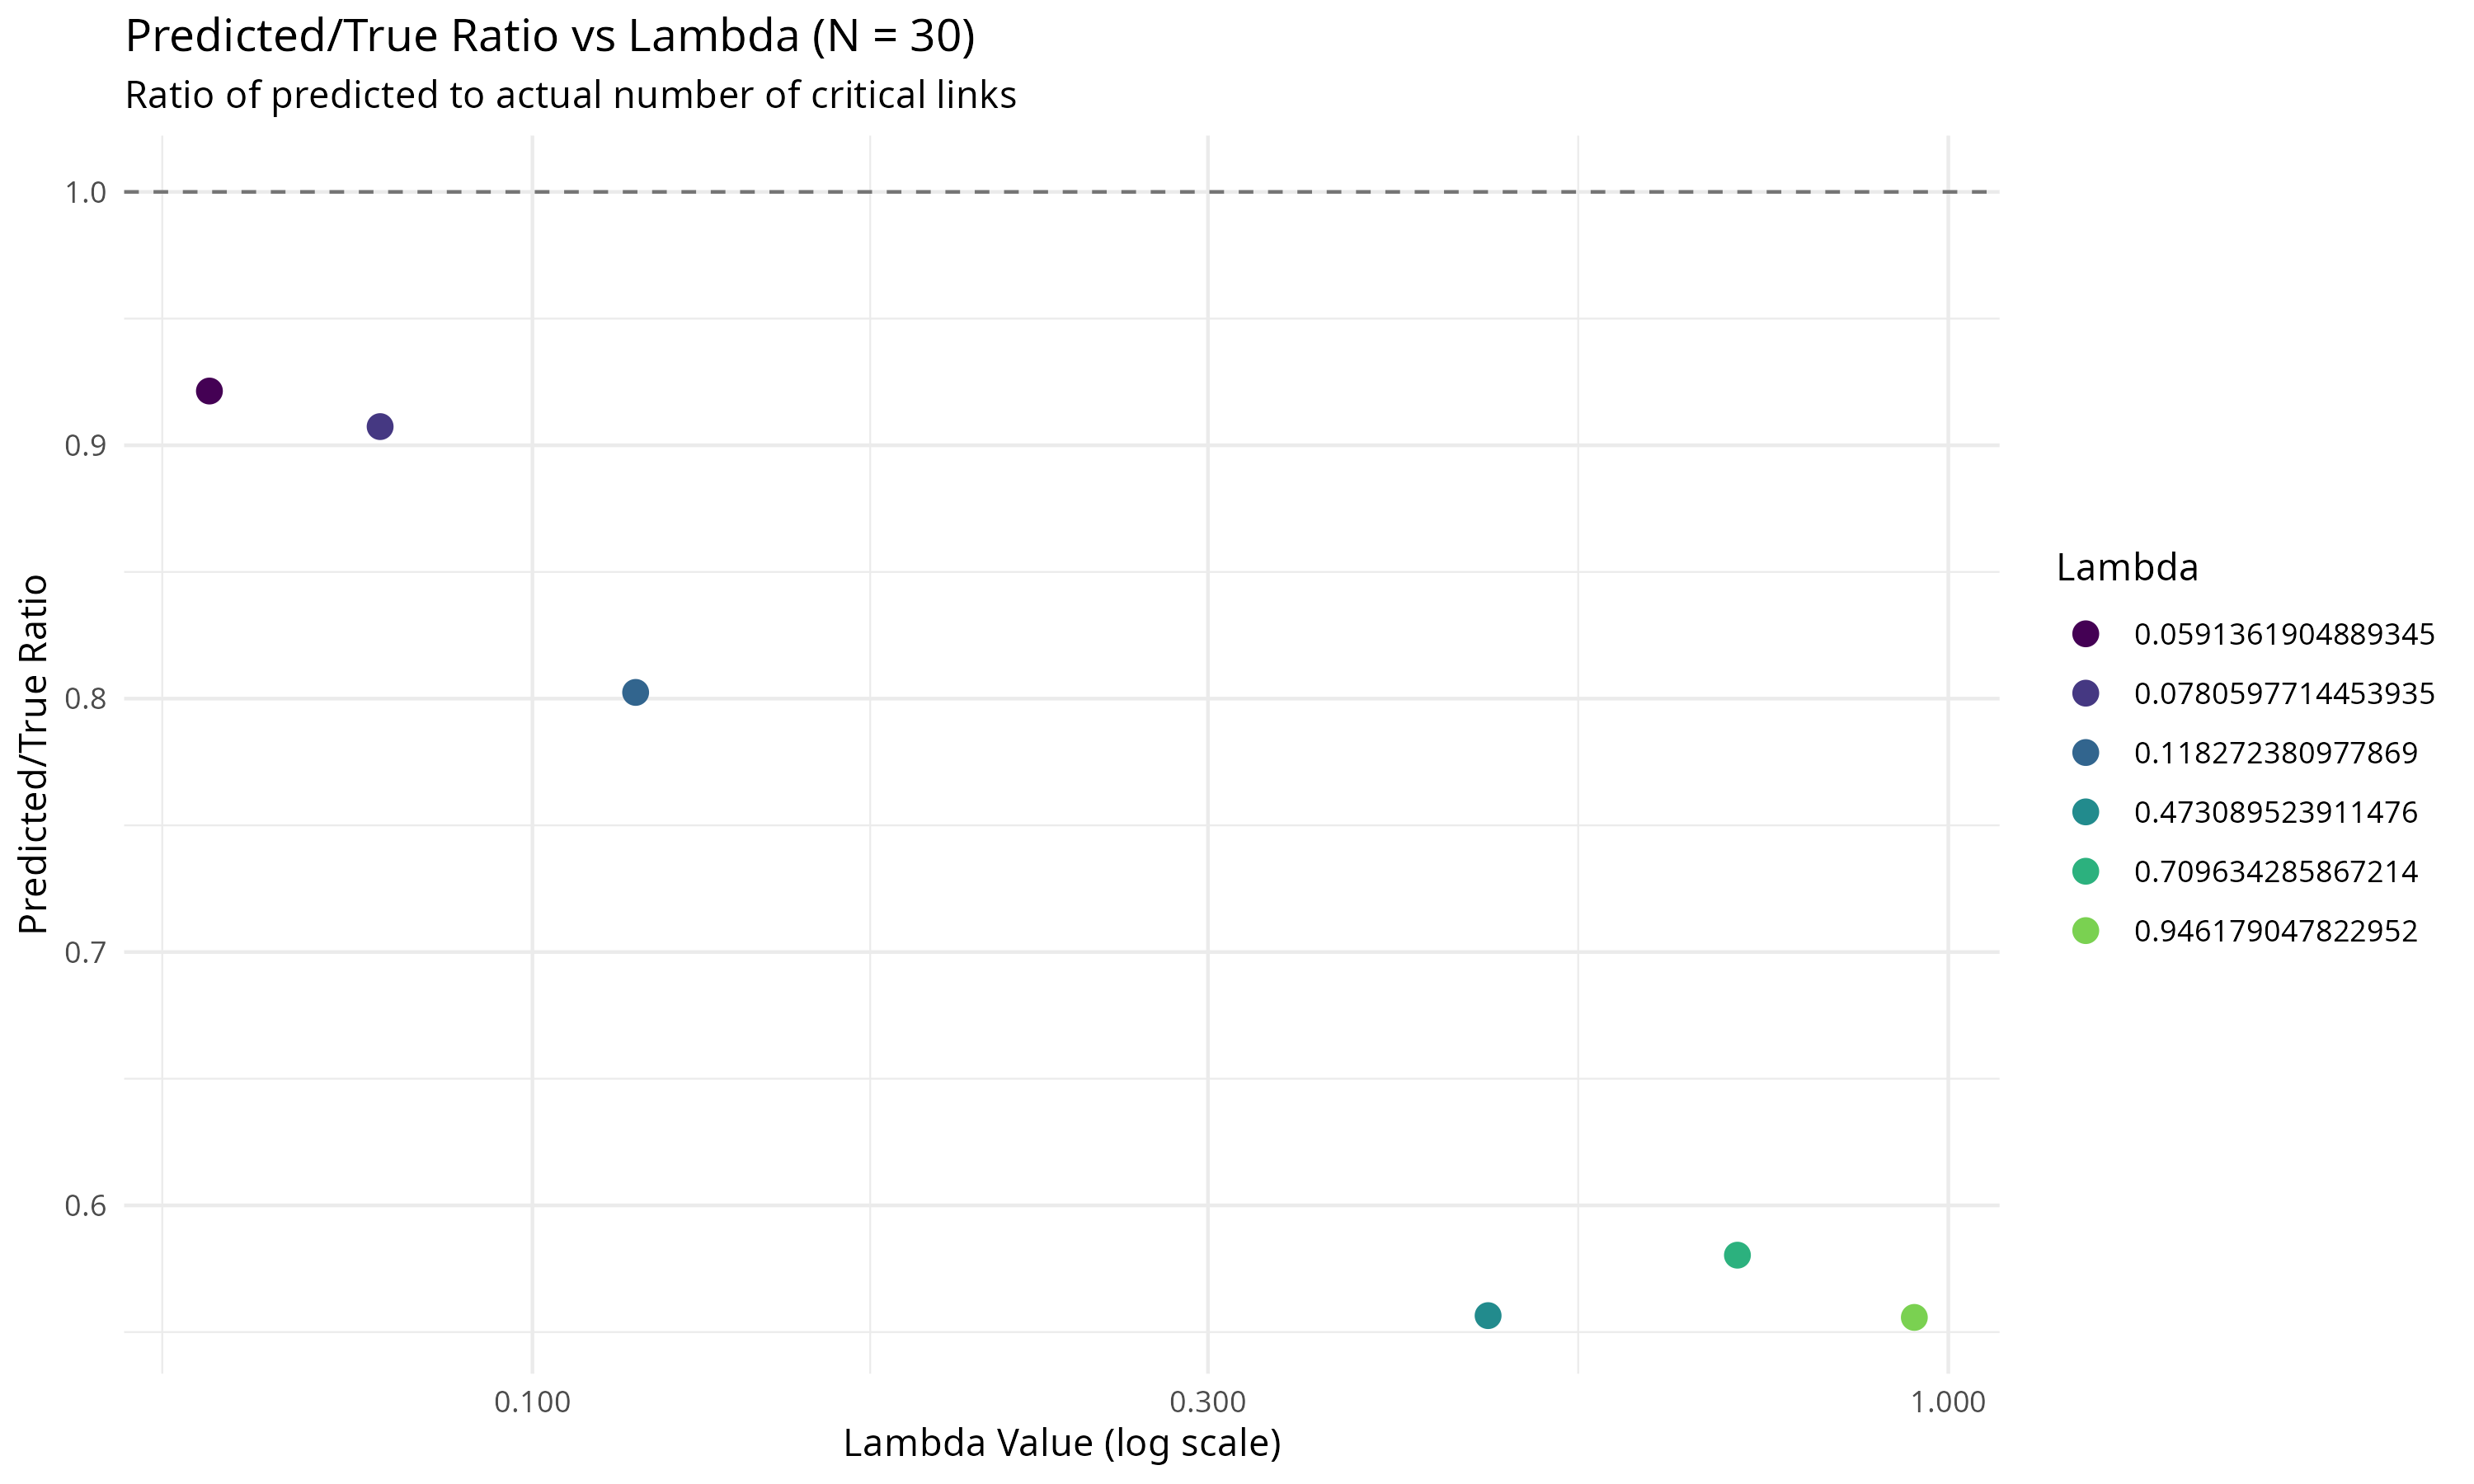 Predicted/True Ratio vs Lambda (N = 30)
Ratio of predicted to actual number of critical links
1.0
0.9
0.8
0.7
0.6
Predicted/True Ratio
0.100
0.300
1.000
Lambda Value (log scale)
Lambda
0.0591361904889345
0.0780597714453935
0.118272380977869
0.473089523911476
0.709634285867214
0.946179047822952